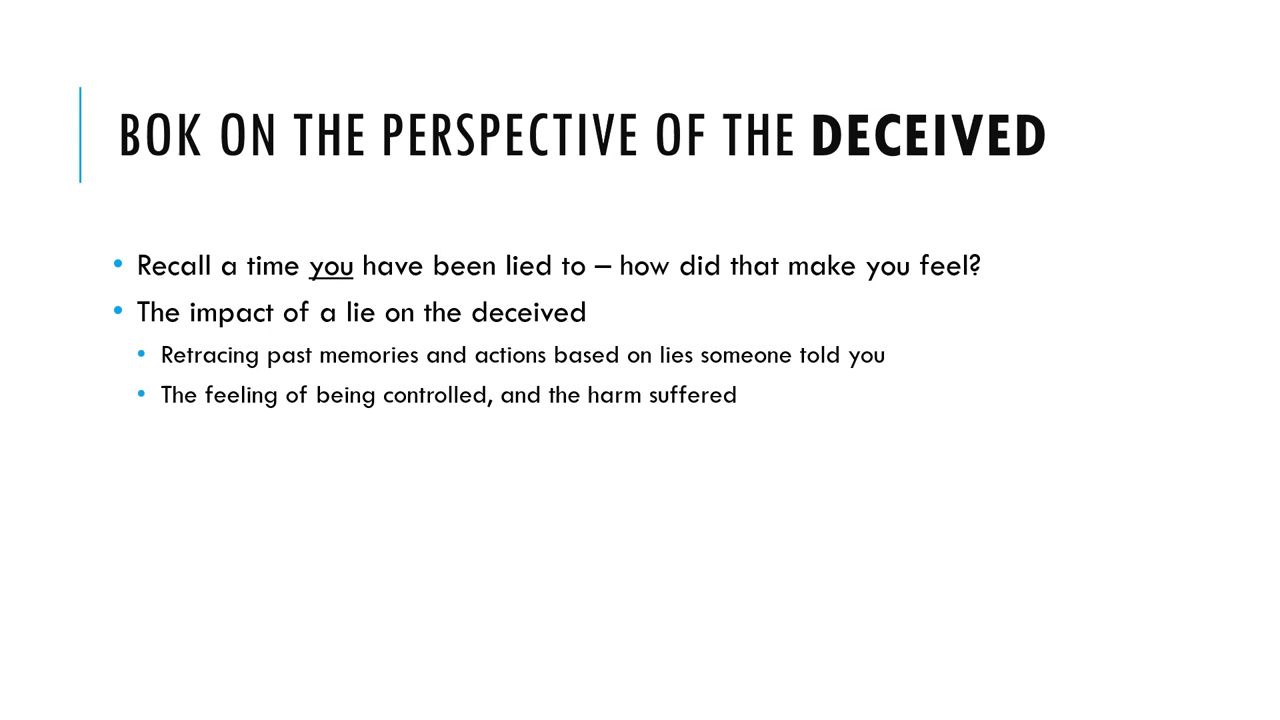 BOK ON THE PERSPECTIVE OF THE DECEIVED
• Recall a time you have been lied to – how did that make you feel?
• The impact of a lie on the deceived
• Retracing past memories and actions based on lies someone told you
• The feeling of being controlled, and the harm suffered